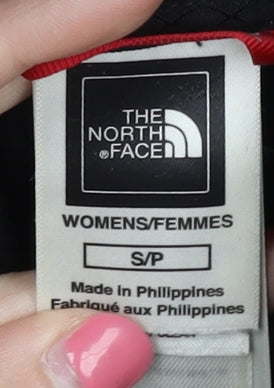 THE
NORTH
®FACE
WOMENS/FEMMES
S/P
Made in Philippines
Fabriqué aux Philippines